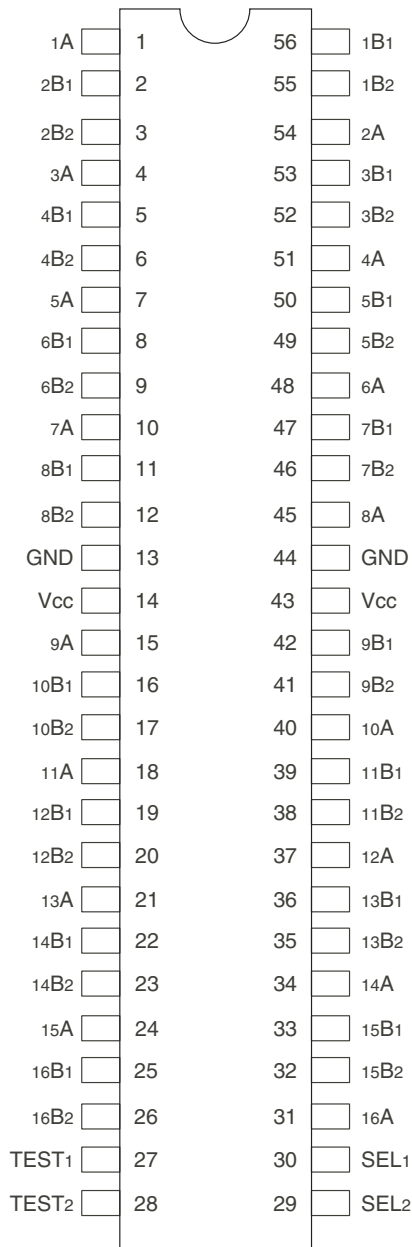 1A 1 56 1B1
2B1 2 55 1B2
2B2 3 54 2A
3A 4 53 3B1
4B1 5 52 3B2
4B2 6 51 4A
5A 7 50 5B1
6B1 8 49 5B2
6B2 9 48 6A
7A 10 47 7B1
8B1 11 46 7B2
8B2 12 45 8A
GND 13 44 GND
Vcc 14 43 Vcc
9A 15 42 9B1
10B1 16 41 9B2
10B2 17 40 10A
11A 18 39 11B1
12B1 19 38 11B2
12B2 20 37 12A
13A 21 36 13B1
14B1 22 35 13B2
14B2 23 34 14A
15A 24 33 15B1
16B1 25 32 15B2
16B2 26 31 16A
TEST1 27 30 SEL1
TEST2 28 29 SEL2